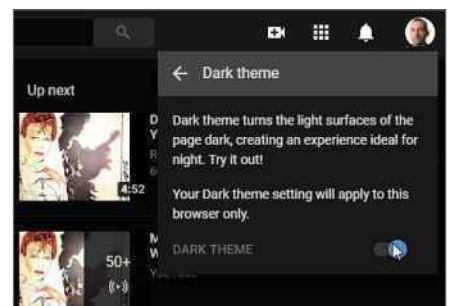 Dark theme
Up next
Dark theme turns the light surfaces of the
page dark, creating an experience ideal for
night. Try it out!
4:52
Your Dark theme setting will apply to this
browser only.
DARK THEME
50+